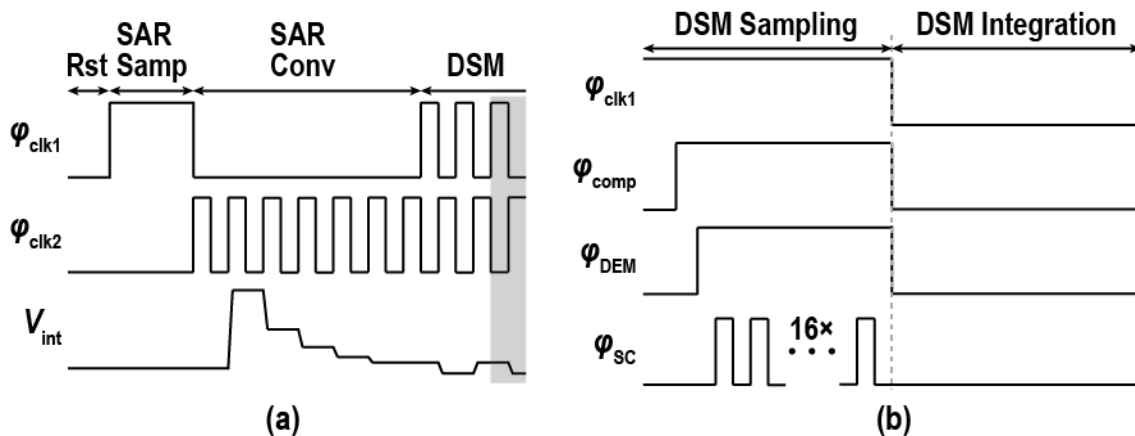 SAR SAR
Rst Samp Conv DSM
φclk1
φclk2
Vint
(a)
DSM Sampling DSM Integration
φclk1
φcomp
φDEM
16×
• • •
φSC
(b)